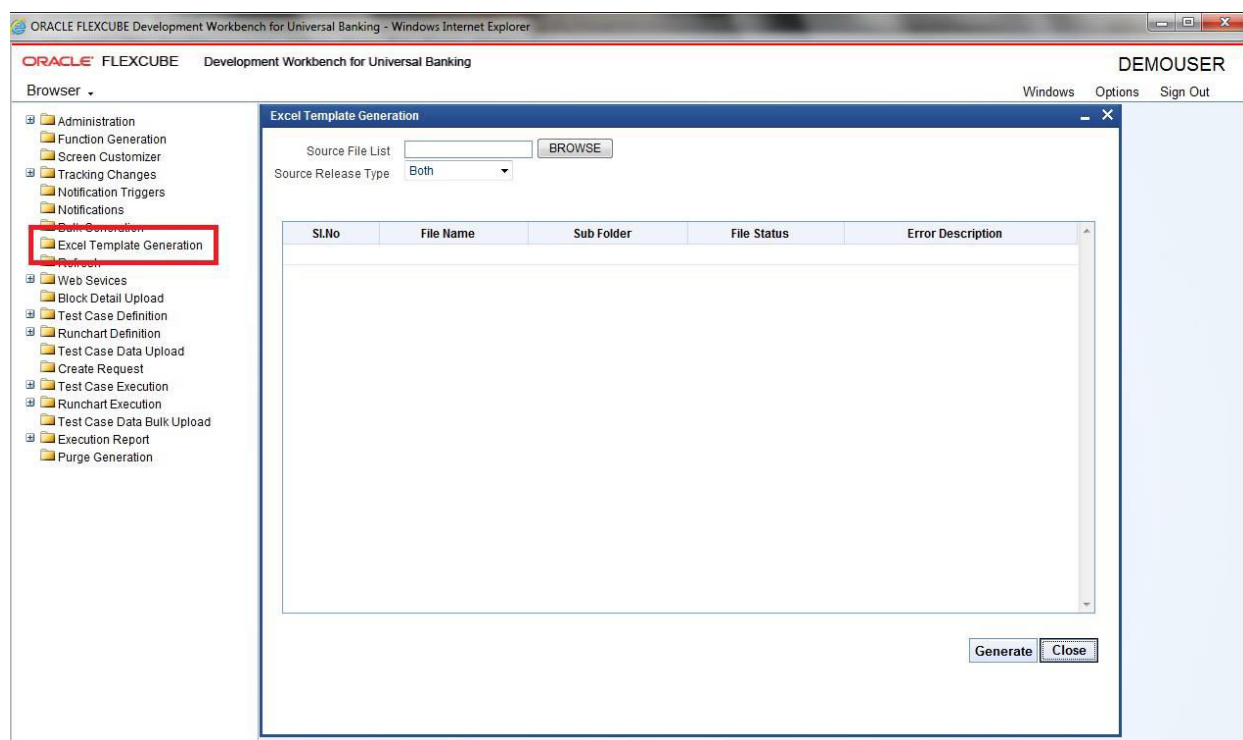 ORACLE FLEXCUBE Development Workbench for Universal Banking - Windows Internet Explorer
ORACLE FLEXCUBE Development Workbench for Universal Banking
DEMOUSER
Browser
Windows Options Sign Out
Administration
Function Generation
Screen Customizer
Tracking Changes
Notification Triggers
Notifications
Bulk Generation
Excel Template Generation
Refresh
Web Sevices
Block Detail Upload
Test Case Definition
Runchart Definition
Test Case Data Upload
Create Request
Test Case Execution
Runchart Execution
Test Case Data Bulk Upload
Execution Report
Purge Generation
Excel Template Generation
Source File List BROWSE
Source Release Type Both
Sl.No File Name Sub Folder File Status Error Description
Generate Close